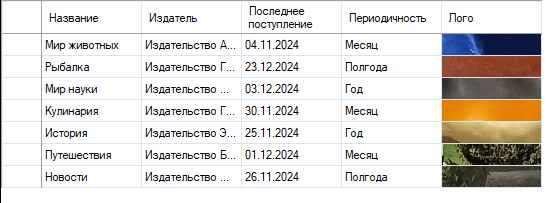 Название Издатель Последнее поступление Периодичность Лого
Мир животных Издательство А... 04.11.2024 Месяц
Рыбалка Издательство Г... 23.12.2024 Полгода
Мир науки Издательство ... 03.12.2024 Год
Кулинария Издательство Г... 30.11.2024 Месяц
История Издательство Э... 25.11.2024 Год
Путешествия Издательство Б... 01.12.2024 Месяц
Новости Издательство ... 26.11.2024 Полгода